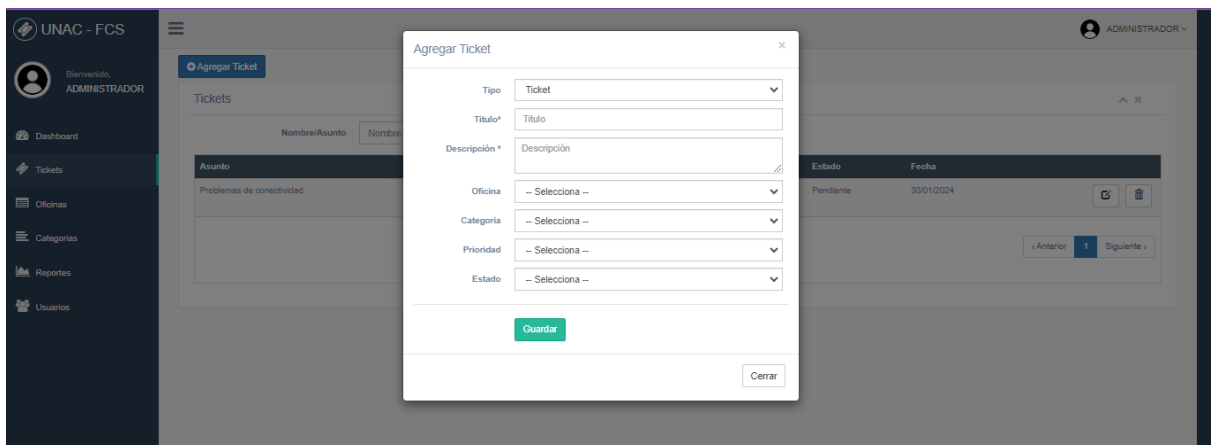 UNAC - FCS
ADMINISTRADOR
Bienvenido,
ADMINISTRADOR
Dashboard
Tickets
Oficinas
Categorias
Reportes
Usuarios
Agregar Ticket
Tickets
Nombre/Asunto Nombre
Asunto Estado Fecha
Problemas de conectividad Pendiente 30/01/2024
‹ Anterior 1 Siguiente ›
Agregar Ticket ×
Tipo Ticket
Titulo* Titulo
Descripción * Descripción
Oficina -- Selecciona --
Categoria -- Selecciona --
Prioridad -- Selecciona --
Estado -- Selecciona --
Guardar
Cerrar